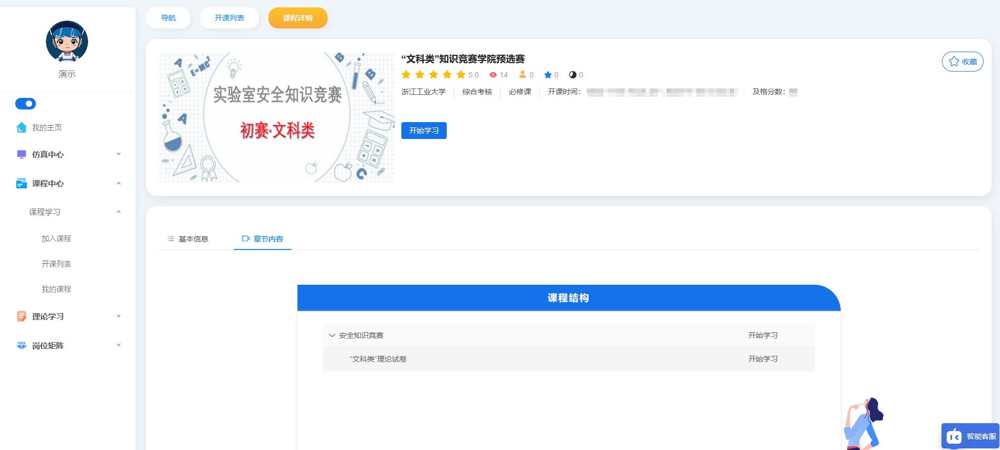 导航
开课列表
课程详情
演示
我的主页
仿真中心
课程中心
课程学习
加入课程
开课列表
我的课程
理论学习
岗位矩阵
A
E=MC²
B
B
A
C
实验室安全知识竞赛
初赛·文科类
“文科类”知识竞赛学院预选赛
5.0 14 0 0 0
浙江工业大学 综合考核 必修课 开课时间: 及格分数:
开始学习
收藏
基本信息 章节内容
课程结构
安全知识竞赛 开始学习
“文科类”理论试卷 开始学习
智能客服